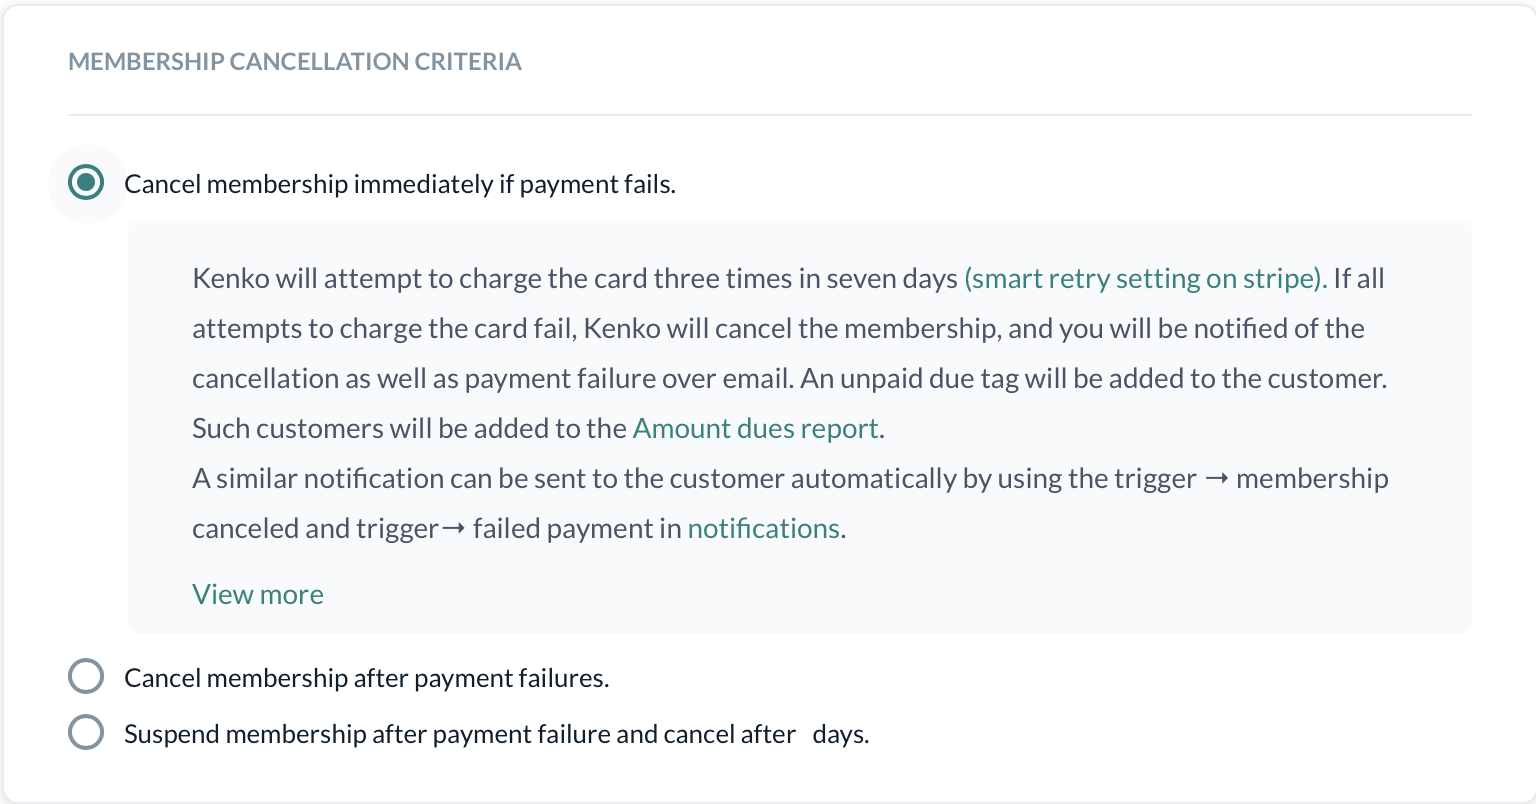 MEMBERSHIP CANCELLATION CRITERIA
Cancel membership immediately if payment fails.
Kenko will attempt to charge the card three times in seven days (smart retry setting on stripe). If all
attempts to charge the card fail, Kenko will cancel the membership, and you will be notified of the
cancellation as well as payment failure over email. An unpaid due tag will be added to the customer.
Such customers will be added to the Amount dues report.
A similar notification can be sent to the customer automatically by using the trigger → membership
canceled and trigger→ failed payment in notifications.
View more
Cancel membership after payment failures.
Suspend membership after payment failure and cancel after days.